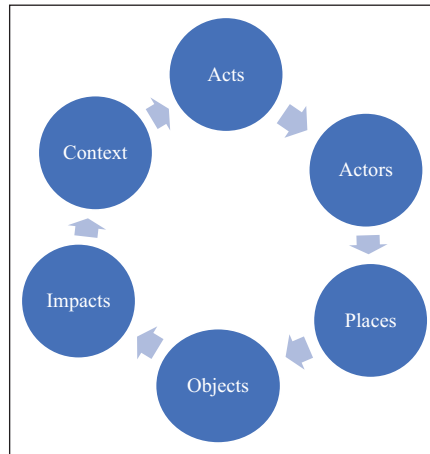 Acts
Actors
Places
Objects
Impacts
Context